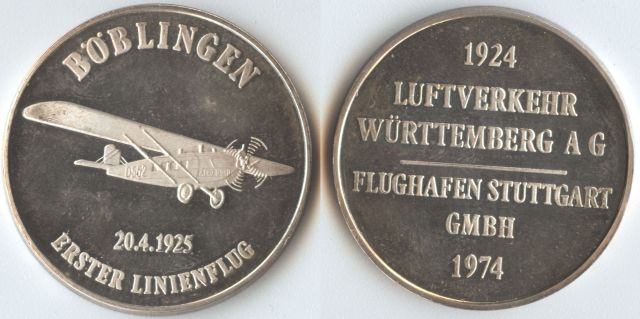 BÖBLINGEN
20.4.1925
ERSTER LINIENFLUG
1924
LUFTVERKEHR
WÜRTTEMBERG A G
FLUGHAFEN STUTTGART
GMBH
1974